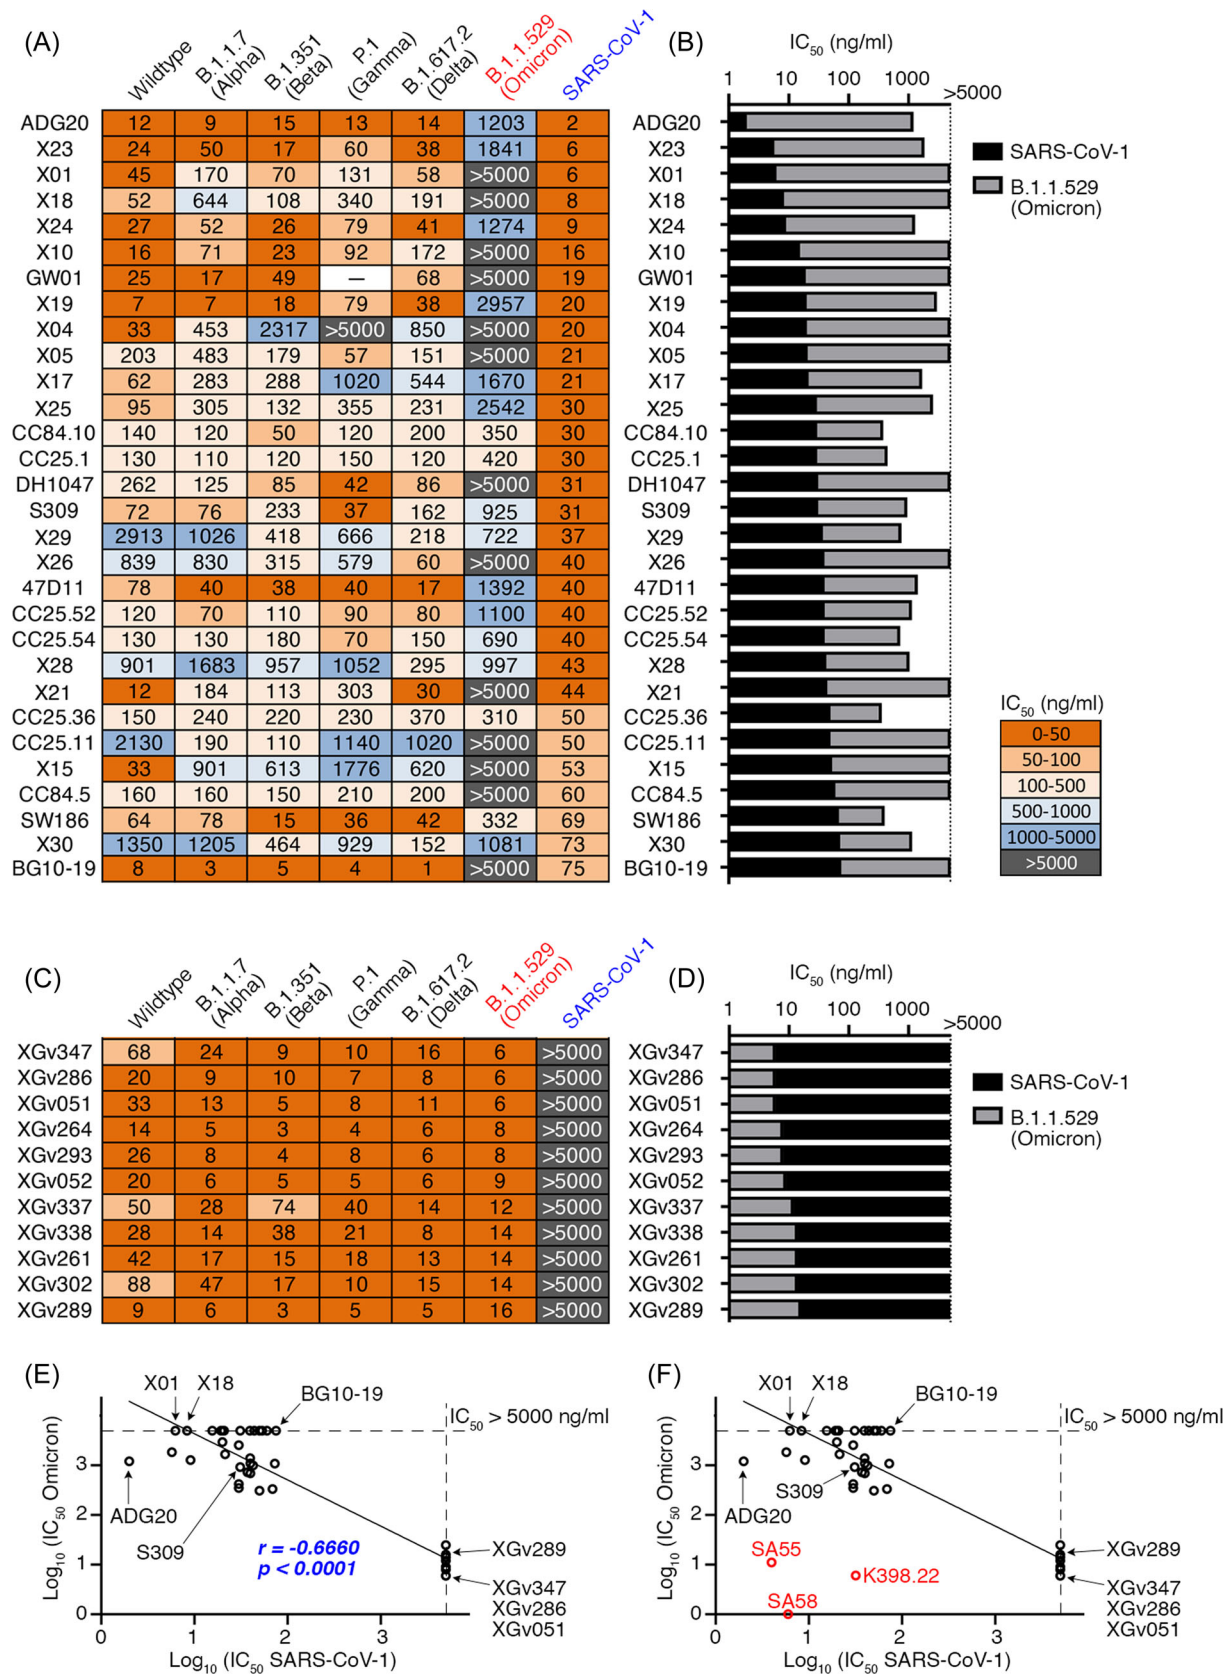 (A)
Wildtype
B.1.1.7
(Alpha)
B.1.351
(Beta)
P.1
(Gamma)
B.1.617.2
(Delta)
B.1.1.529
(Omicron)
SARS-CoV-1
ADG20 12 9 15 13 14 1203 2
X23 24 50 17 60 38 1841 6
X01 45 170 70 131 58 >5000 6
X18 52 644 108 340 191 >5000 8
X24 27 52 26 79 41 1274 9
X10 16 71 23 92 172 >5000 16
GW01 25 17 49 — 68 >5000 19
X19 7 7 18 79 38 2957 20
X04 33 453 2317 >5000 850 >5000 20
X05 203 483 179 57 151 >5000 21
X17 62 283 288 1020 544 1670 21
X25 95 305 132 355 231 2542 30
CC84.10 140 120 50 120 200 350 30
CC25.1 130 110 120 150 120 420 30
DH1047 262 125 85 42 86 >5000 31
S309 72 76 233 37 162 925 31
X29 2913 1026 418 666 218 722 37
X26 839 830 315 579 60 >5000 40
47D11 78 40 38 40 17 1392 40
CC25.52 120 70 110 90 80 1100 40
CC25.54 130 130 180 70 150 690 40
X28 901 1683 957 1052 295 997 43
X21 12 184 113 303 30 >5000 44
CC25.36 150 240 220 230 370 310 50
CC25.11 2130 190 110 1140 1020 >5000 50
X15 33 901 613 1776 620 >5000 53
CC84.5 160 160 150 210 200 >5000 60
SW186 64 78 15 36 42 332 69
X30 1350 1205 464 929 152 1081 73
BG10-19 8 3 5 4 1 >5000 75
(B)
IC50 (ng/ml)
1 10 100 1000
>5000
ADG20
X23
X01
X18
X24
X10
GW01
X19
X04
X05
X17
X25
CC84.10
CC25.1
DH1047
S309
X29
X26
47D11
CC25.52
CC25.54
X28
X21
CC25.36
CC25.11
X15
CC84.5
SW186
X30
BG10-19
SARS-CoV-1
B.1.1.529
(Omicron)
IC50 (ng/ml)
0-50
50-100
100-500
500-1000
1000-5000
>5000
(C)
Wildtype
B.1.1.7
(Alpha)
B.1.351
(Beta)
P.1
(Gamma)
B.1.617.2
(Delta)
B.1.1.529
(Omicron)
SARS-CoV-1
XGv347 68 24 9 10 16 6 >5000
XGv286 20 9 10 7 8 6 >5000
XGv051 33 13 5 8 11 6 >5000
XGv264 14 5 3 4 6 8 >5000
XGv293 26 8 4 8 6 8 >5000
XGv052 20 6 5 5 6 9 >5000
XGv337 50 28 74 40 14 12 >5000
XGv338 28 14 38 21 8 14 >5000
XGv261 42 17 15 18 13 14 >5000
XGv302 88 47 17 10 15 14 >5000
XGv289 9 6 3 5 5 16 >5000
(D)
IC50 (ng/ml)
1 10 100 1000
>5000
XGv347
XGv286
XGv051
XGv264
XGv293
XGv052
XGv337
XGv338
XGv261
XGv302
XGv289
SARS-CoV-1
B.1.1.529
(Omicron)
(E)
X01 X18
BG10-19
IC50 > 5000 ng/ml
Log10 (IC50 Omicron)
3
2
1
0
ADG20
S309
r = -0.6660
p < 0.0001
XGv289
XGv347
XGv286
XGv051
0 1 2 3
Log10 (IC50 SARS-CoV-1)
(F)
X01 X18
BG10-19
IC50 > 5000 ng/ml
Log10 (IC50 Omicron)
3
2
1
0
ADG20
S309
SA55
K398.22
SA58
XGv289
XGv347
XGv286
XGv051
0 1 2 3
Log10 (IC50 SARS-CoV-1)